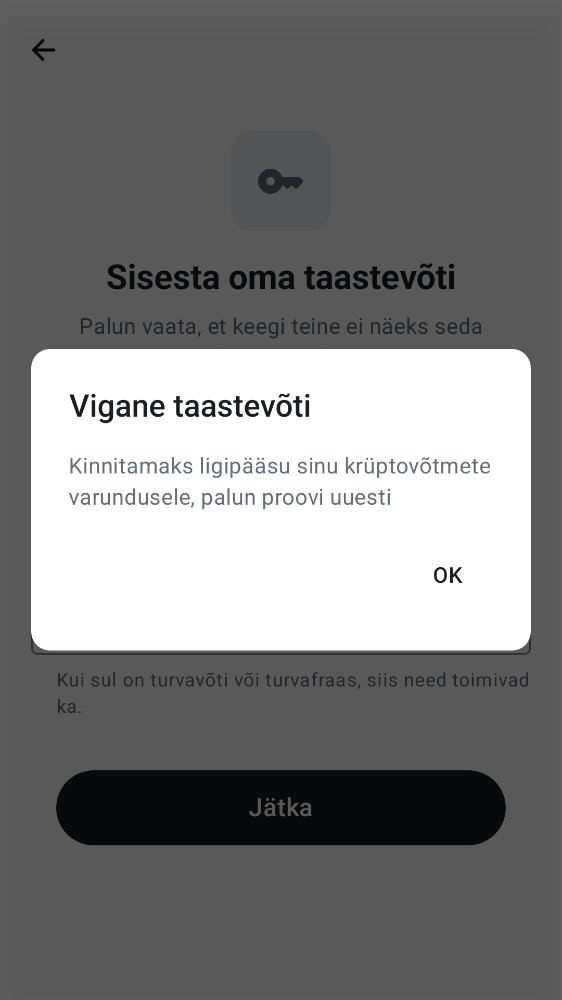 Sisesta oma taastevõti
Palun vaata, et keegi teine ei näeks seda
Vigane taastevõti
Kinnitamaks ligipääsu sinu krüptovõtmete
varundusele, palun proovi uuesti
OK
Kui sul on turvavõti või turvafraas, siis need toimivad
ka.
Jätka